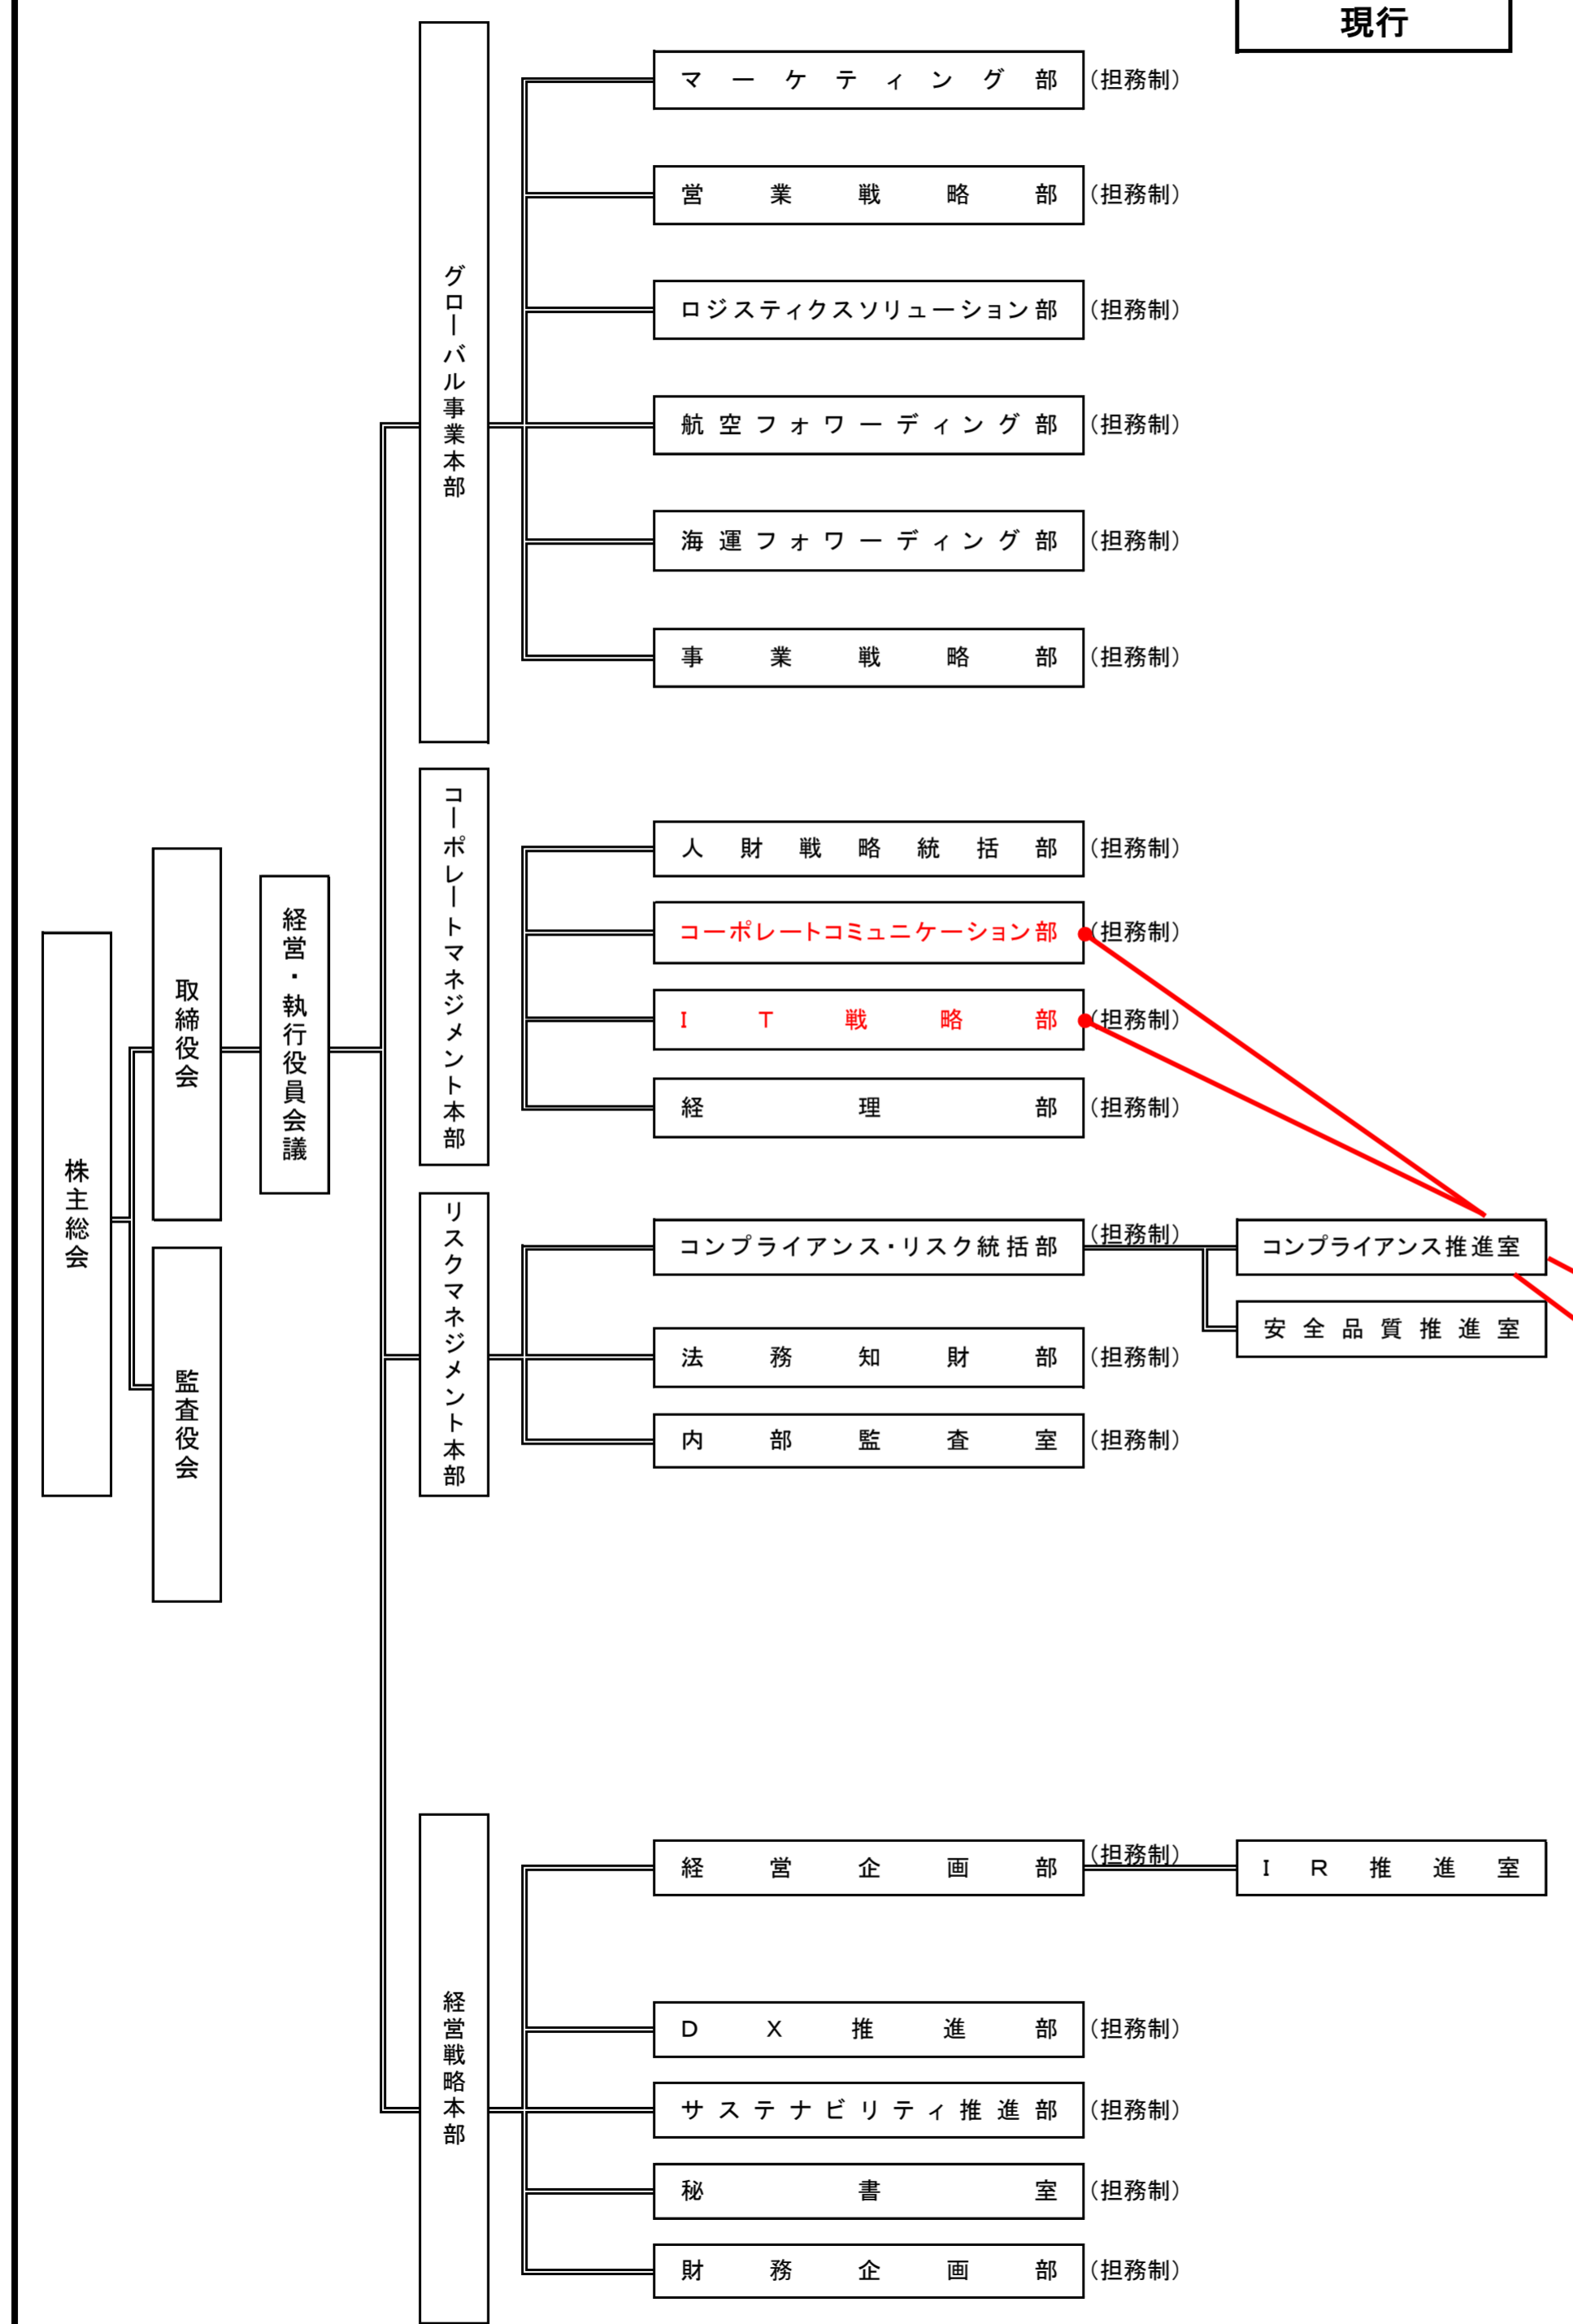 現行
株主総会
取締役会
監査役会
経営・執行役員会議
グローバル事業本部
マーケティング部 (担務制)
営業戦略部 (担務制)
ロジスティクスソリューション部 (担務制)
航空フォワーディング部 (担務制)
海運フォワーディング部 (担務制)
事業戦略部 (担務制)
コーポレートマネジメント本部
人財戦略統括部 (担務制)
コーポレートコミュニケーション部 (担務制)
IT戦略部 (担務制)
経理部 (担務制)
リスクマネジメント本部
コンプライアンス・リスク統括部 (担務制) コンプライアンス推進室
安全品質推進室
法務知財部 (担務制)
内部監査室 (担務制)
経営戦略本部
経営企画部 (担務制) IR推進室
DX推進部 (担務制)
サステナビリティ推進部 (担務制)
秘書室 (担務制)
財務企画部 (担務制)